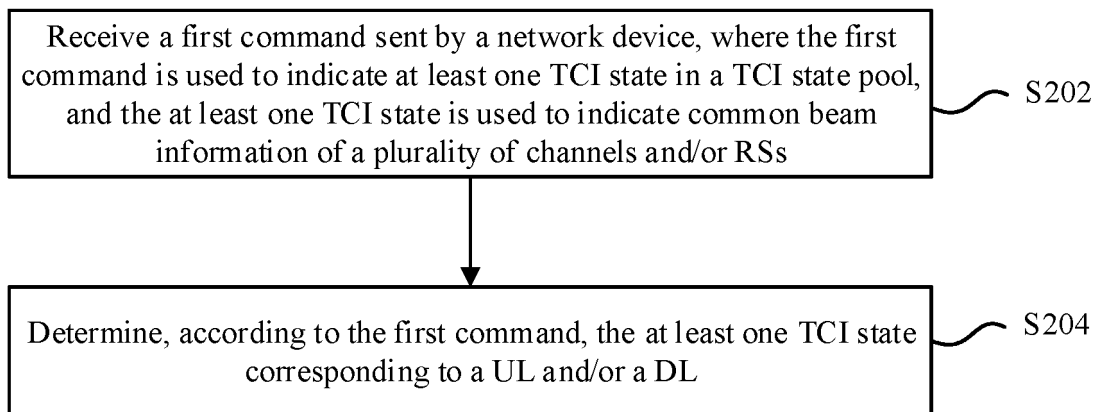 Receive a first command sent by a network device, where the first
command is used to indicate at least one TCI state in a TCI state pool,
and the at least one TCI state is used to indicate common beam
information of a plurality of channels and/or RSs
S202
Determine, according to the first command, the at least one TCI state
corresponding to a UL and/or a DL
S204